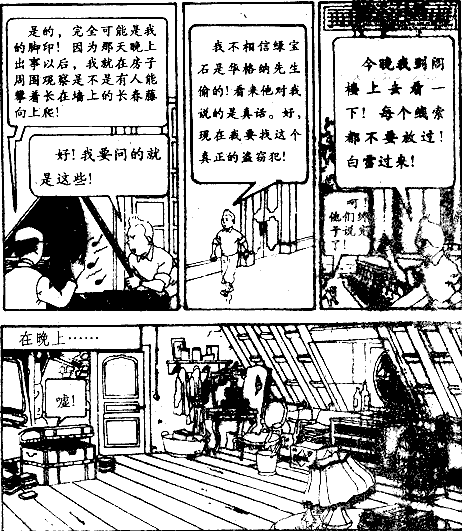 是的，完全可能是我
的脚印！因为那天晚上
出事以后，我就在房子
周围观察是不是有人能
攀着长在墙上的长春藤
向上爬！
好！我要问的就
是这些！
我不相信绿宝
石是华格纳先生
偷的！看来他对我
说的是真话。好，
现在我要找这个
真正的盗窃犯！
今晚我到阁
楼上去看一
下！每个线索
都不要放过！
白雪过来！
啊！
他们终
于说完
了！
在晚上……
嘘！